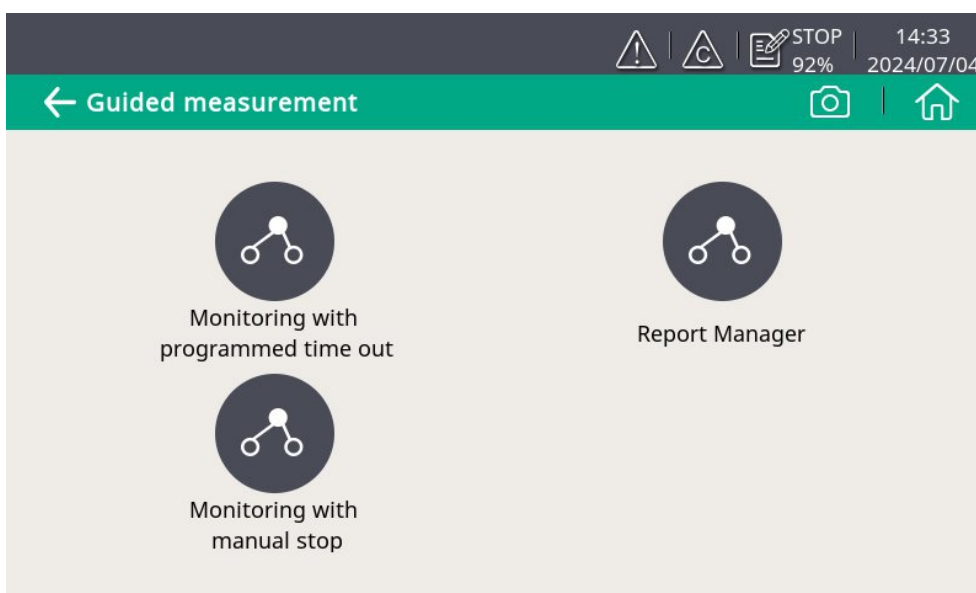 STOP
92%
14:33
2024/07/04
Guided measurement
Monitoring with
programmed time out
Report Manager
Monitoring with
manual stop